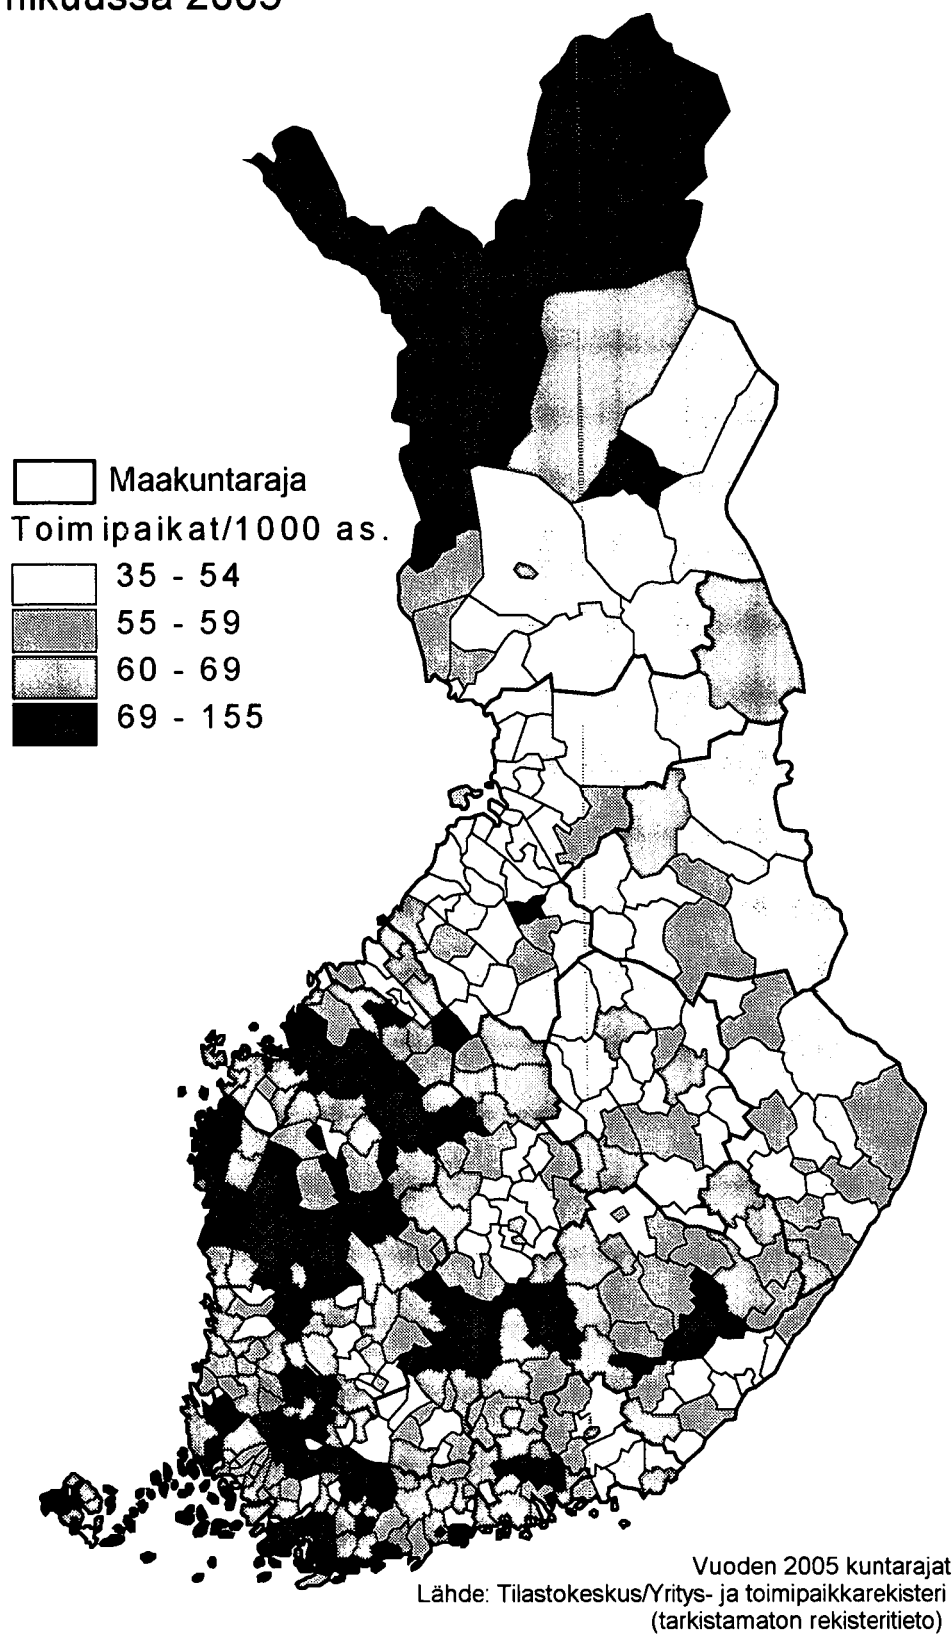 2005
Maakuntaraja
Toimipaikat/1000 as.
35 - 54
55 - 59
60 - 69
69 - 155
Vuoden 2005 kuntarajat
Lähde: Tilastokeskus/Yritys- ja toimipaikkarekisteri
(tarkistamaton rekisteritieto)